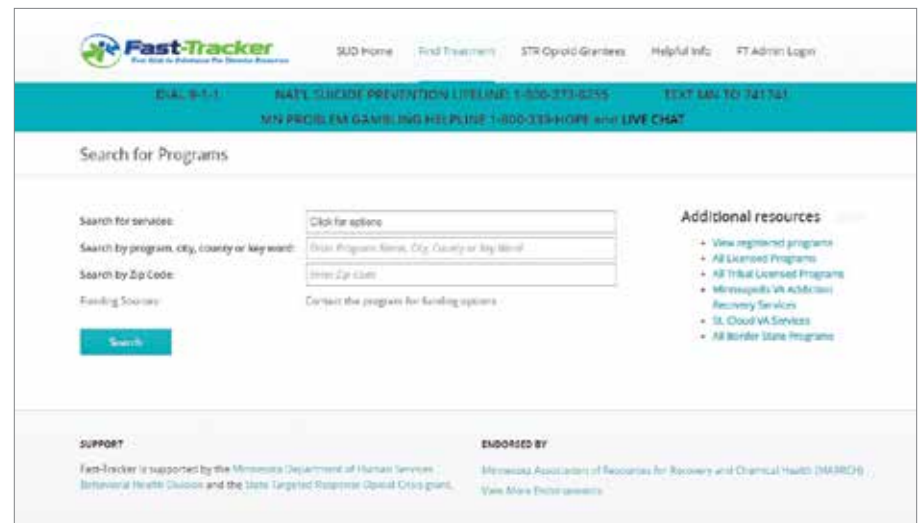 Fast-Tracker
SUD Home Find Treatment STR Opioid Grantees Helpful Info FT Admin Login
DIAL 9-1-1 NAT'L SUICIDE PREVENTION LIFELINE: 1-800-273-8255 TEXT MN TO 741741
MN PROBLEM GAMBLING HELPLINE 1-800-333-HOPE and LIVE CHAT
Search for Programs
Search for services: Click for options
Search by program, city, county or key word: Enter Program Name, City, County or Key Word
Search by Zip Code: Enter Zip Code
Funding Sources: Contact the program for funding options
Search
Additional resources
View registered programs
All Licensed Programs
All Tribal Licensed Programs
Minneapolis VA Addiction
Recovery Services
St. Cloud VA Services
All Border State Programs
SUPPORT
Fast-Tracker is supported by the Minnesota Department of Human Services
Behavioral Health Division and the State Targeted Response Opioid Crisis grant.
ENDORSED BY
Minnesota Association of Resources for Recovery and Chemical Health (MARRCH)
View More Endorsements